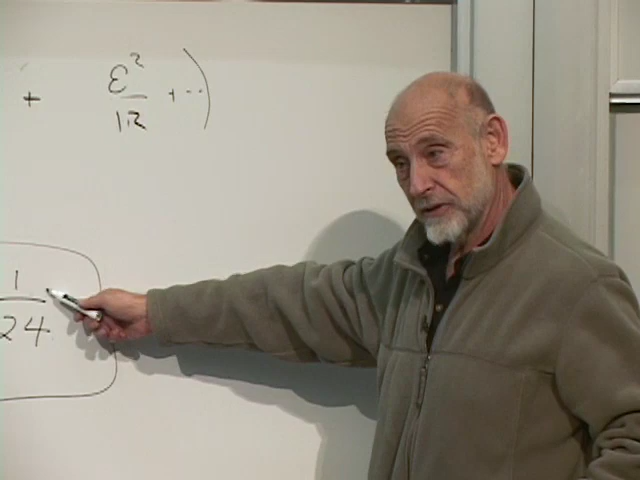 + ε²/12 + ⋯)
1/24